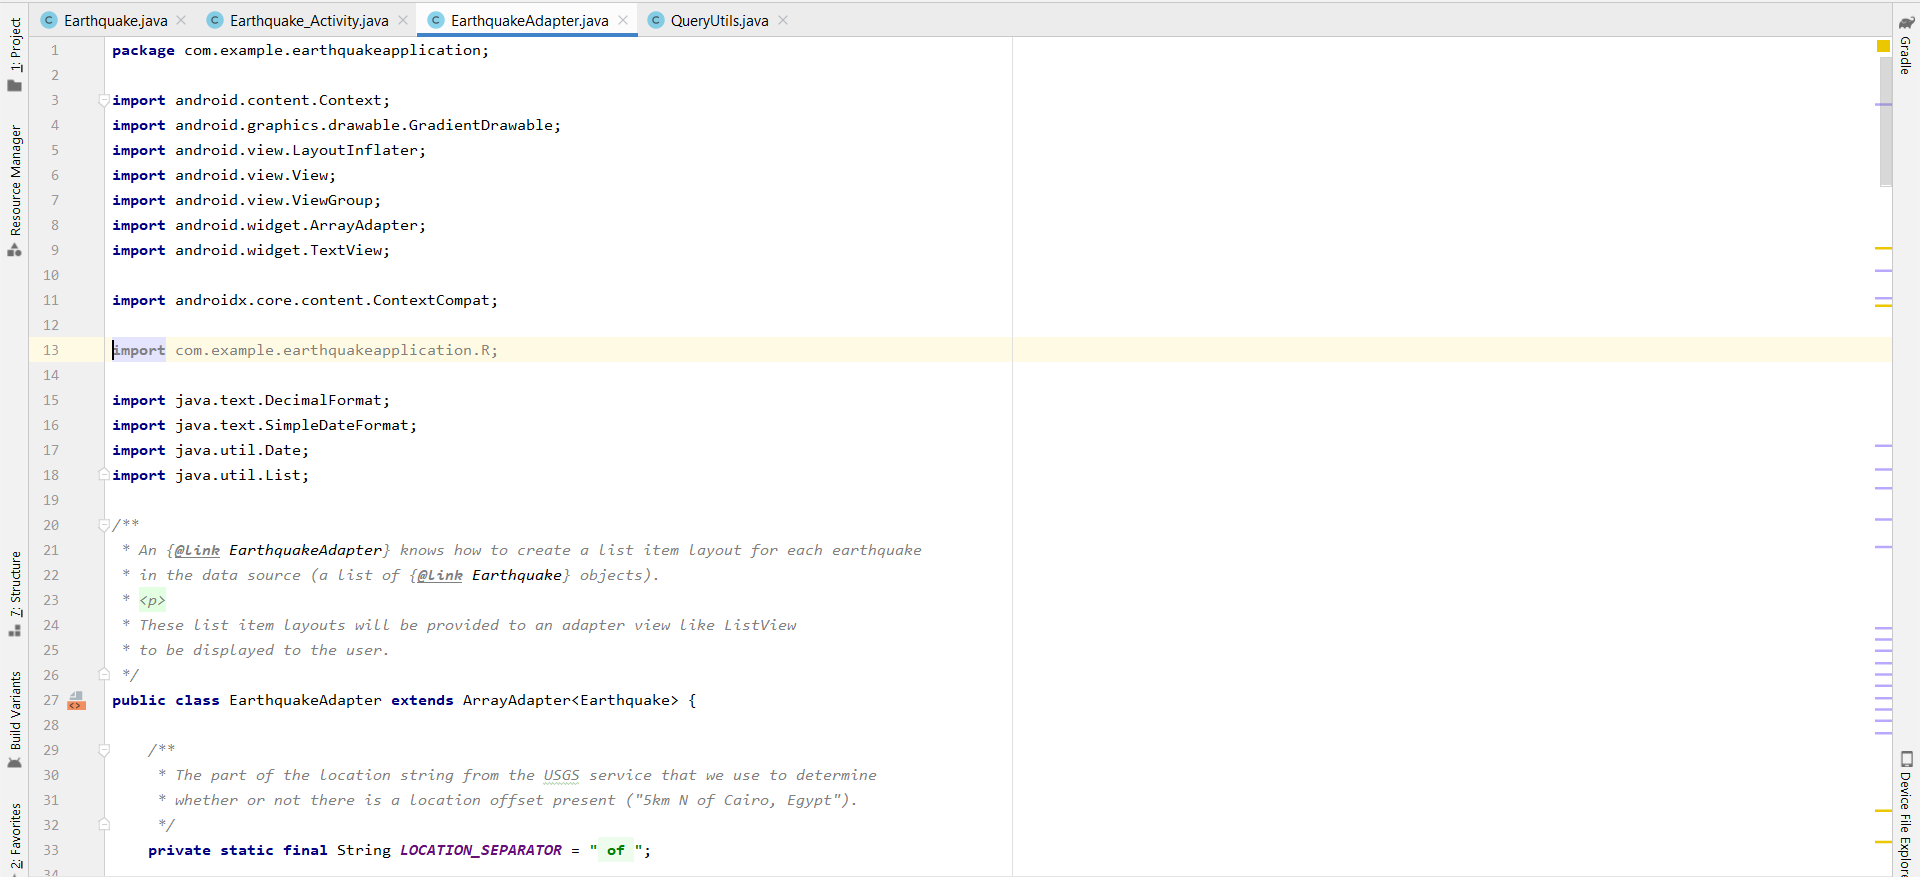 Earthquake.java
Earthquake_Activity.java
EarthquakeAdapter.java
QueryUtils.java
1: Project
Resource Manager
7: Structure
Build Variants
2: Favorites
1 package com.example.earthquakeapplication;
2
3 import android.content.Context;
4 import android.graphics.drawable.GradientDrawable;
5 import android.view.LayoutInflater;
6 import android.view.View;
7 import android.view.ViewGroup;
8 import android.widget.ArrayAdapter;
9 import android.widget.TextView;
10
11 import androidx.core.content.ContextCompat;
12
13 import com.example.earthquakeapplication.R;
14
15 import java.text.DecimalFormat;
16 import java.text.SimpleDateFormat;
17 import java.util.Date;
18 import java.util.List;
19
20 /**
21 * An {@link EarthquakeAdapter} knows how to create a list item layout for each earthquake
22 * in the data source (a list of {@link Earthquake} objects).
23 * <p>
24 * These list item layouts will be provided to an adapter view like ListView
25 * to be displayed to the user.
26 */
27 public class EarthquakeAdapter extends ArrayAdapter<Earthquake> {
28
29 /**
30 * The part of the location string from the USGS service that we use to determine
31 * whether or not there is a location offset present ("5km N of Cairo, Egypt").
32 */
33 private static final String LOCATION_SEPARATOR = " of ";
34
Gradle
Device File Explore